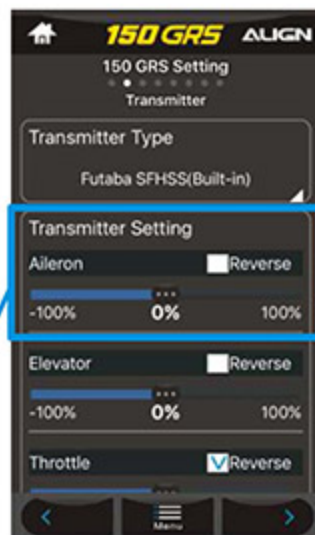 150 GRS ALIGN
150 GRS Setting
Transmitter
Transmitter Type
Futaba SFHSS(Built-in)
Transmitter Setting
Aileron Reverse
-100% 0% 100%
Elevator Reverse
-100% 0% 100%
Throttle Reverse
Menu